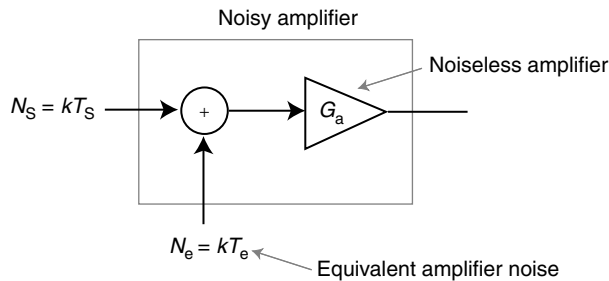 Noisy amplifier
Noiseless amplifier
N_S = kT_S
+
G_a
N_e = kT_e
Equivalent amplifier noise